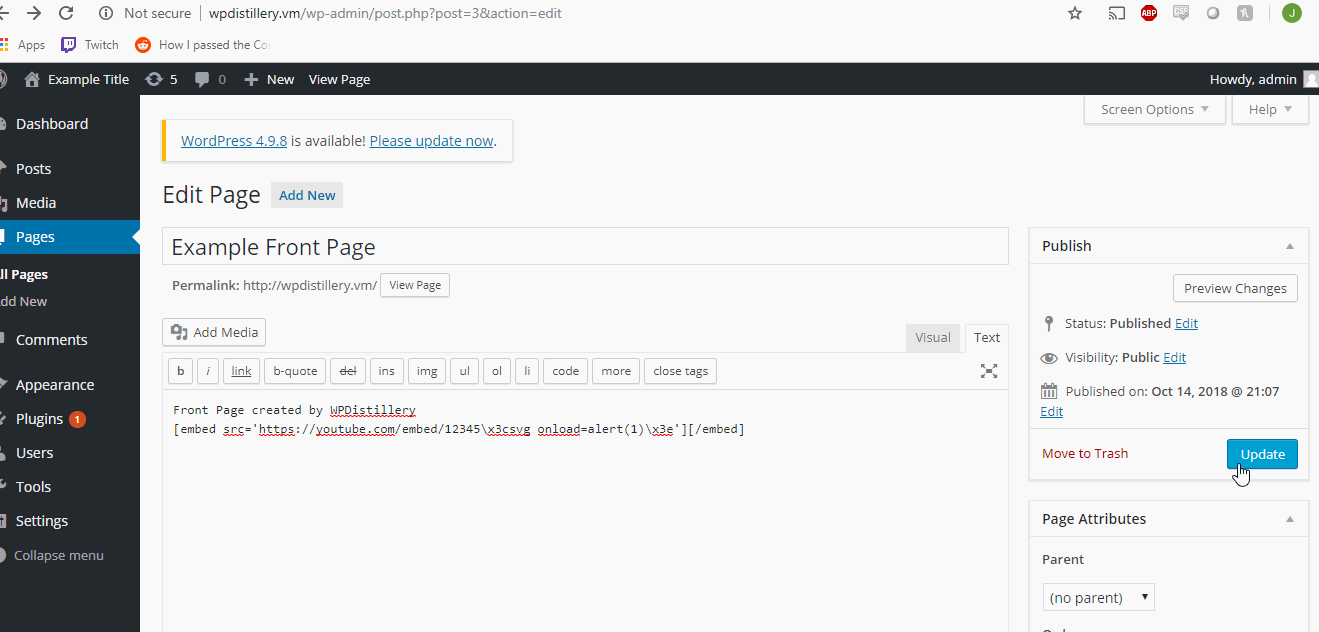 Not secure | wpdistillery.vm/wp-admin/post.php?post=3&action=edit
ABP
CSS
h
J
Apps Twitch How I passed the Co
Example Title 5 0 + New View Page Howdy, admin
Dashboard
Posts
Media
Pages
ll Pages
dd New
Comments
Appearance
Plugins 1
Users
Tools
Settings
Collapse menu
Screen Options Help
WordPress 4.9.8 is available! Please update now.
Edit Page Add New
Example Front Page
Permalink: http://wpdistillery.vm/ View Page
Add Media
Visual Text
b i link b-quote del ins img ul ol li code more close tags
Front Page created by WPDistillery
[embed src='https://youtube.com/embed/12345\x3csvg onload=alert(1)\x3e'][/embed]
Publish
Preview Changes
Status: Published Edit
Visibility: Public Edit
Published on: Oct 14, 2018 @ 21:07
Edit
Move to Trash Update
Page Attributes
Parent
(no parent)